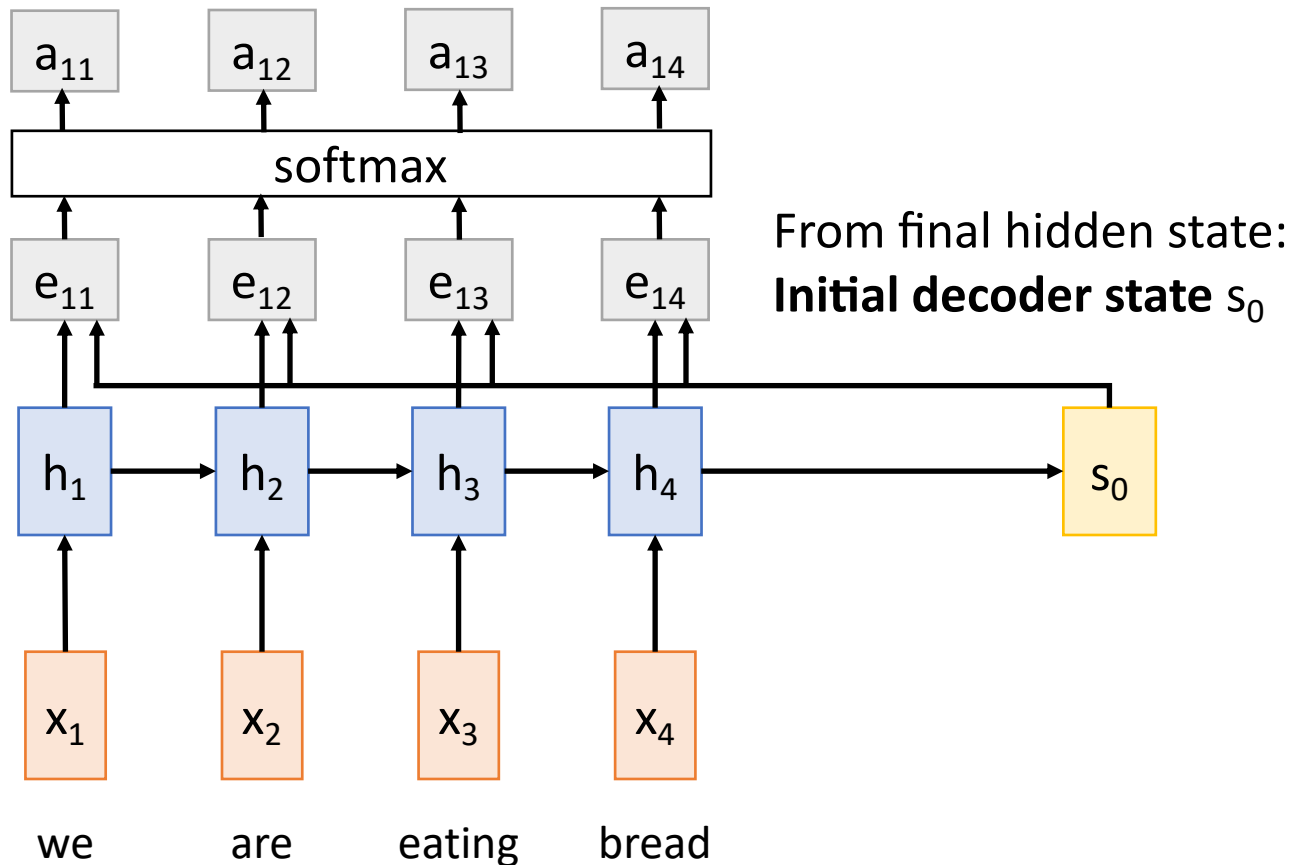 a₁₁ a₁₂ a₁₃ a₁₄
softmax
From final hidden state:
e₁₁ e₁₂ e₁₃ e₁₄
Initial decoder state s₀
h₁ h₂ h₃ h₄ s₀
x₁ x₂ x₃ x₄
we are eating bread